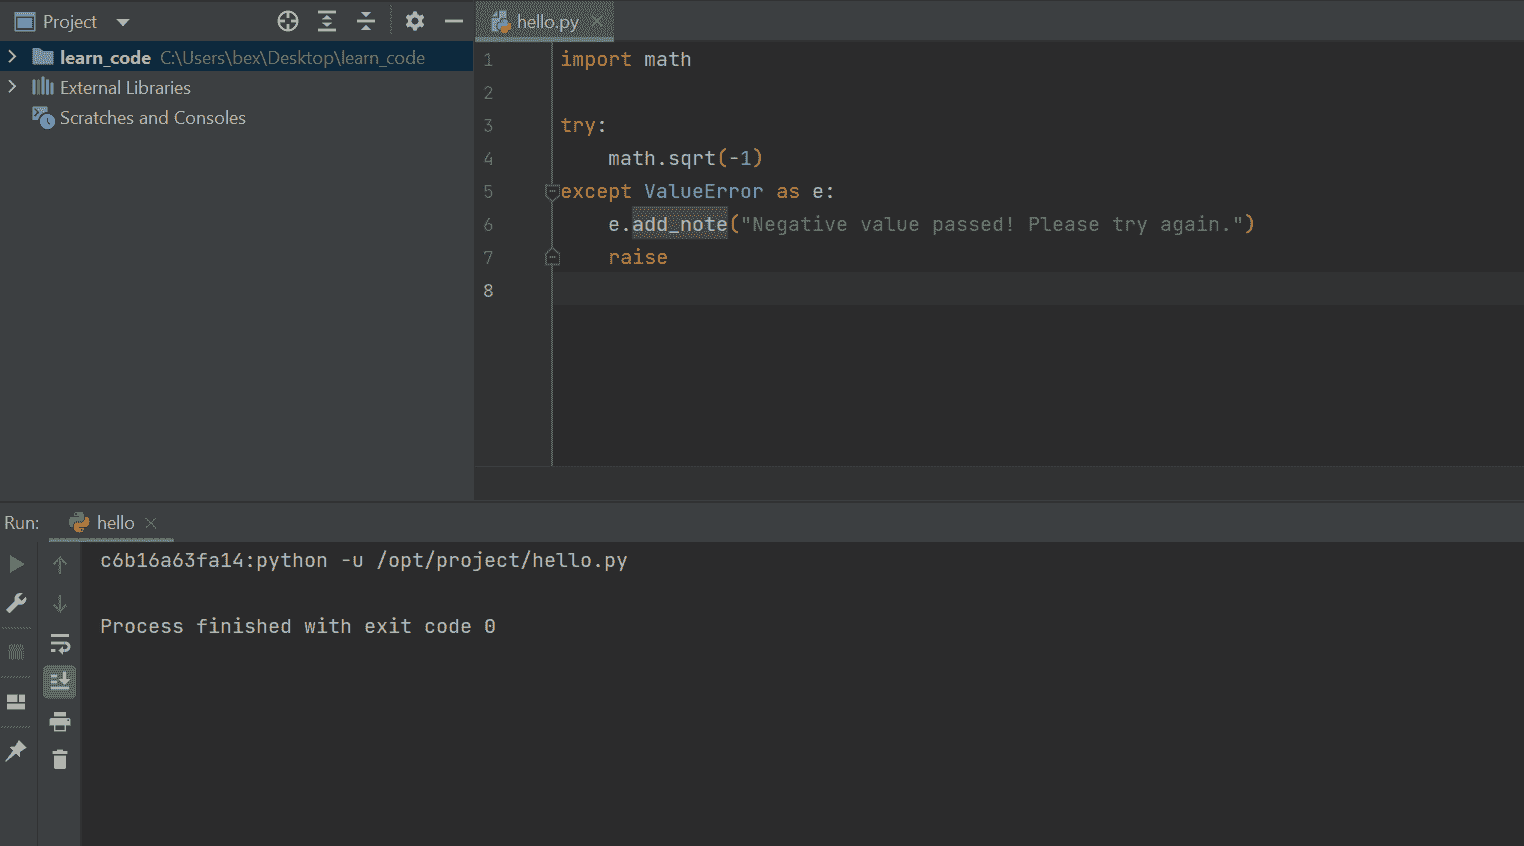 Project
learn_code C:\Users\bex\Desktop\learn_code
External Libraries
Scratches and Consoles
hello.py
1 import math
2
3 try:
4 math.sqrt(-1)
5 except ValueError as e:
6 e.add_note("Negative value passed! Please try again.")
7 raise
8
Run: hello
c6b16a63fa14:python -u /opt/project/hello.py
Process finished with exit code 0